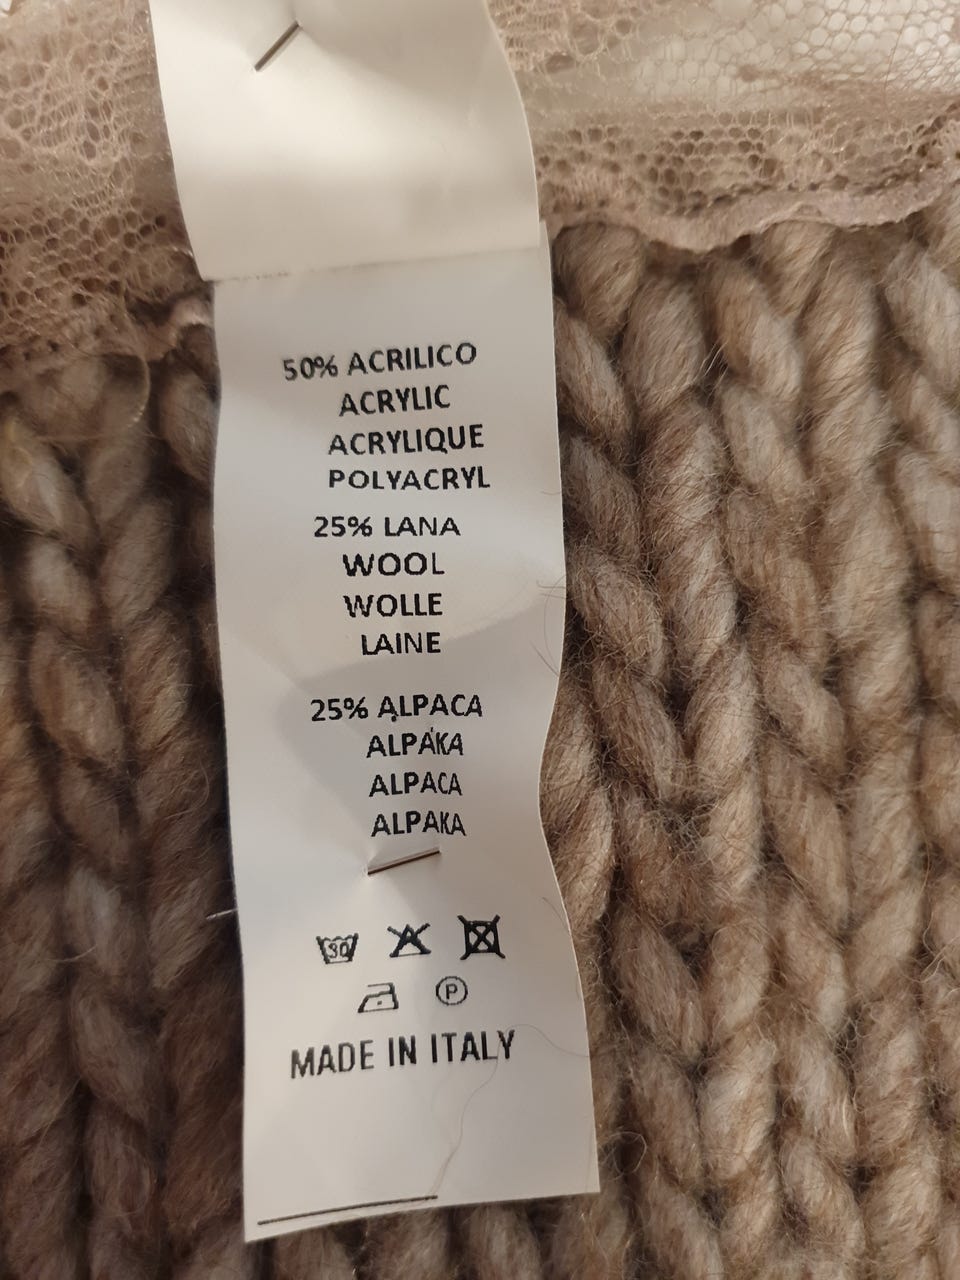 50% ACRILICO
ACRYLIC
ACRYLIQUE
POLYACRYL
25% LANA
WOOL
WOLLE
LAINE
25% ALPACA
ALPAKA
ALPACA
ALPAKA
30
P
MADE IN ITALY